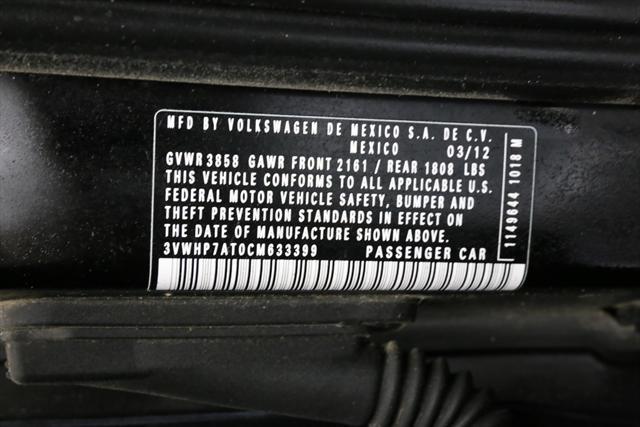 MFD BY VOLKSWAGEN DE MEXICO S.A. DE C.V.
MEXICO 03/12
GVWR 3858 GAWR FRONT 2161 / REAR 1808 LBS
THIS VEHICLE CONFORMS TO ALL APPLICABLE U.S.
FEDERAL MOTOR VEHICLE SAFETY, BUMPER AND
THEFT PREVENTION STANDARDS IN EFFECT ON
THE DATE OF MANUFACTURE SHOWN ABOVE.
3VWHP7AT0CM633399 PASSENGER CAR
1149644 1018 M